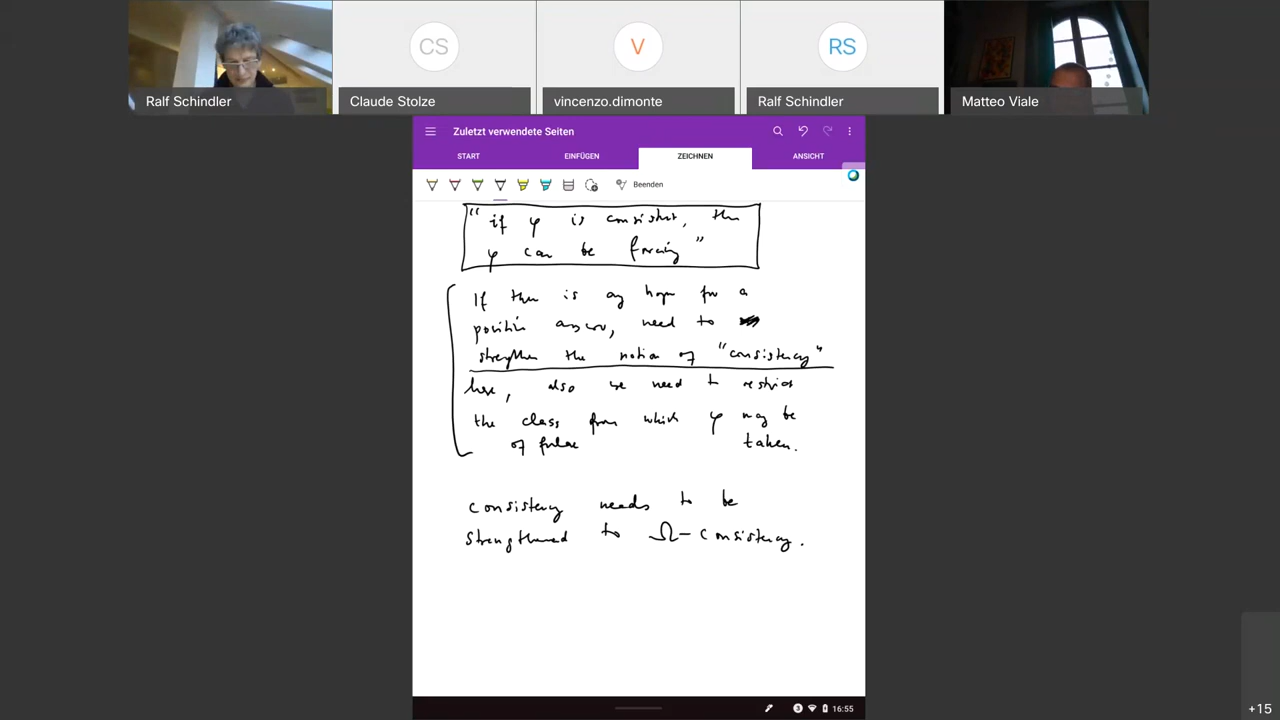 CS
V
RS
Ralf Schindler
Claude Stolze
vincenzo.dimonte
Ralf Schindler
Matteo Viale
Zuletzt verwendete Seiten
START
EINFÜGEN
ZEICHNEN
ANSICHT
Beenden
"if φ is consistent, then
φ can be forcing"
If there is any hope for a
positive answer, need to
strengthen the notion of "consistency"
here, also we need to restrict
the class from which φ may be
of fulae taken.
consistency needs to be
strengthened to Ω-consistency.
16:55
+15